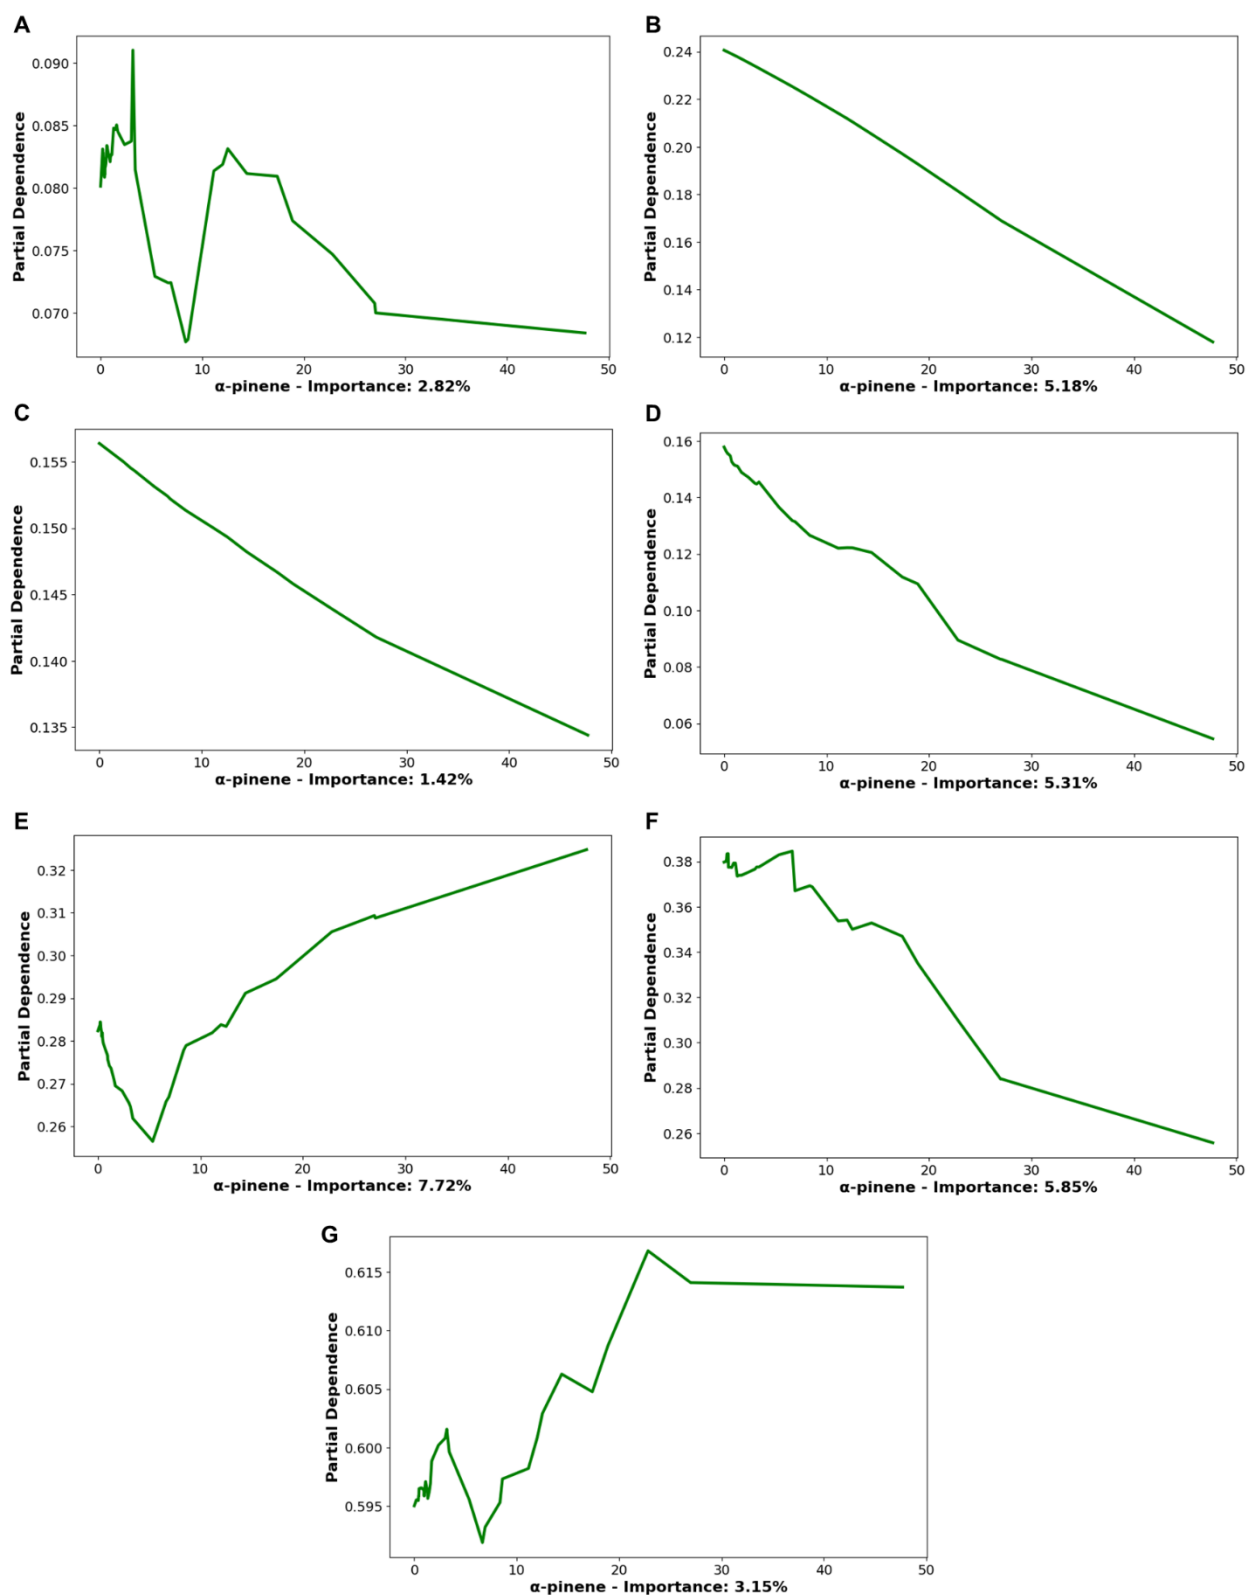 A
Partial Dependence
0.090
0.085
0.080
0.075
0.070
0 10 20 30 40 50
α-pinene - Importance: 2.82%
B
Partial Dependence
0.24
0.22
0.20
0.18
0.16
0.14
0.12
0 10 20 30 40 50
α-pinene - Importance: 5.18%
C
Partial Dependence
0.155
0.150
0.145
0.140
0.135
0 10 20 30 40 50
α-pinene - Importance: 1.42%
D
Partial Dependence
0.16
0.14
0.12
0.10
0.08
0.06
0 10 20 30 40 50
α-pinene - Importance: 5.31%
E
Partial Dependence
0.32
0.31
0.30
0.29
0.28
0.27
0.26
0 10 20 30 40 50
α-pinene - Importance: 7.72%
F
Partial Dependence
0.38
0.36
0.34
0.32
0.30
0.28
0.26
0 10 20 30 40 50
α-pinene - Importance: 5.85%
G
Partial Dependence
0.615
0.610
0.605
0.600
0.595
0 10 20 30 40 50
α-pinene - Importance: 3.15%